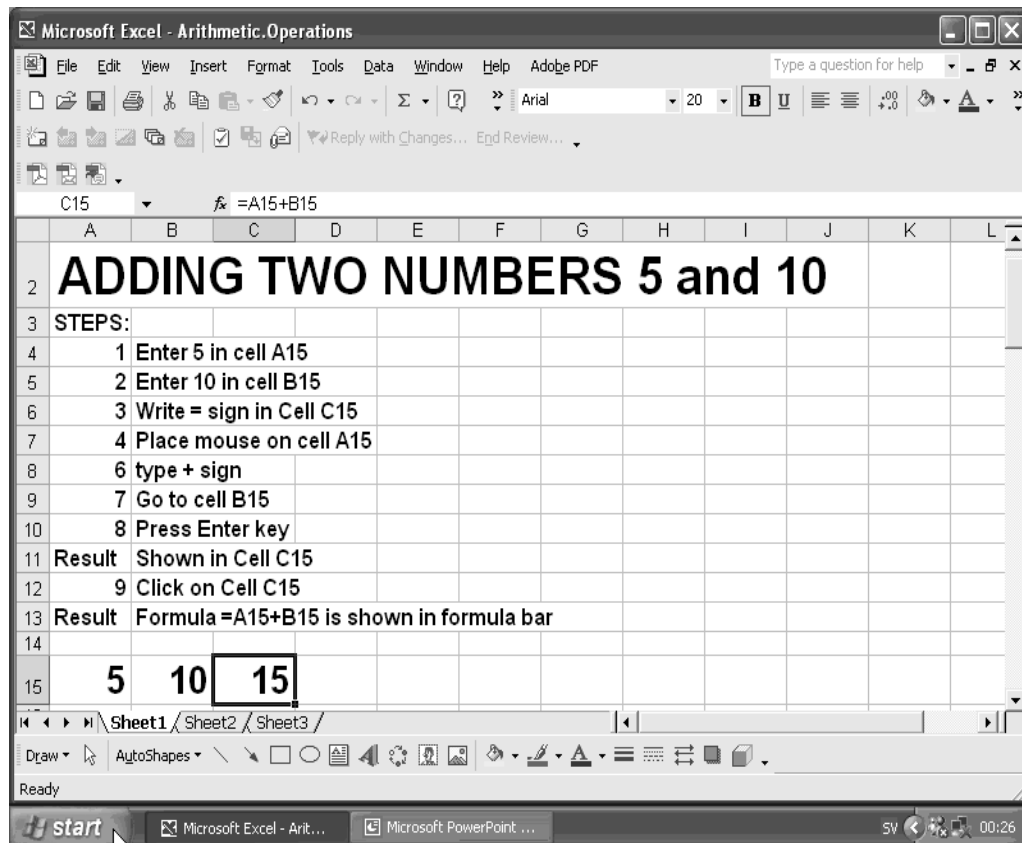 Microsoft Excel - Arithmetic.Operations
File Edit View Insert Format Tools Data Window Help Adobe PDF Type a question for help
Arial 20 B U
Reply with Changes... End Review...
C15 fx =A15+B15
A B C D E F G H I J K L
2 ADDING TWO NUMBERS 5 and 10
3 STEPS:
4 1 Enter 5 in cell A15
5 2 Enter 10 in cell B15
6 3 Write = sign in Cell C15
7 4 Place mouse on cell A15
8 6 type + sign
9 7 Go to cell B15
10 8 Press Enter key
11 Result Shown in Cell C15
12 9 Click on Cell C15
13 Result Formula =A15+B15 is shown in formula bar
14
15 5 10 15
Sheet1 Sheet2 Sheet3
Draw AutoShapes
Ready
start Microsoft Excel - Arit... Microsoft PowerPoint ... SV 00:26